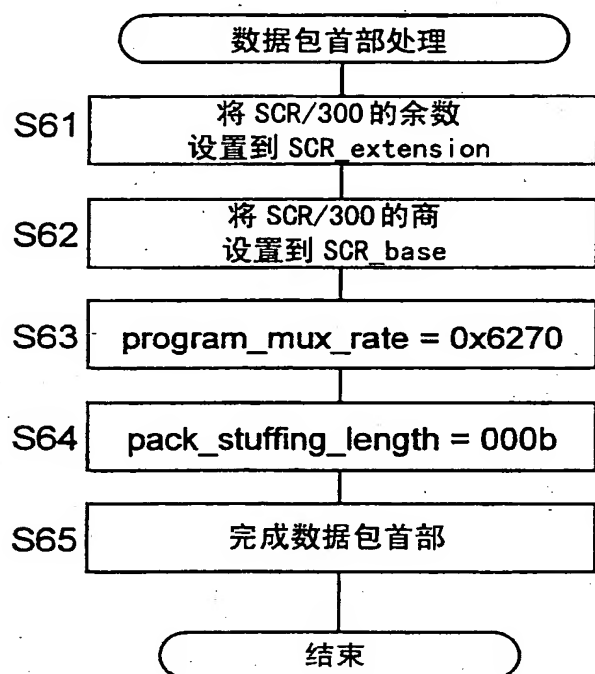 数据包首部处理
S61
将 SCR/300 的余数
设置到 SCR_extension
S62
将 SCR/300 的商
设置到 SCR_base
S63
program_mux_rate = 0x6270
S64
pack_stuffing_length = 000b
S65
完成数据包首部
结束